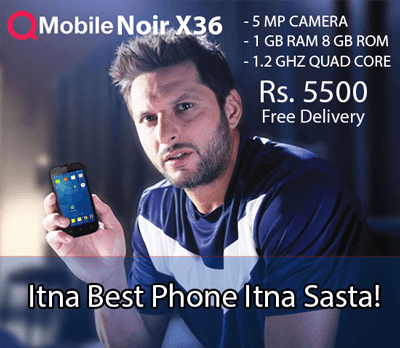 QMobile Noir X36
- 5 MP CAMERA
- 1 GB RAM 8 GB ROM
- 1.2 GHZ QUAD CORE
Rs. 5500
Free Delivery
Itna Best Phone Itna Sasta!